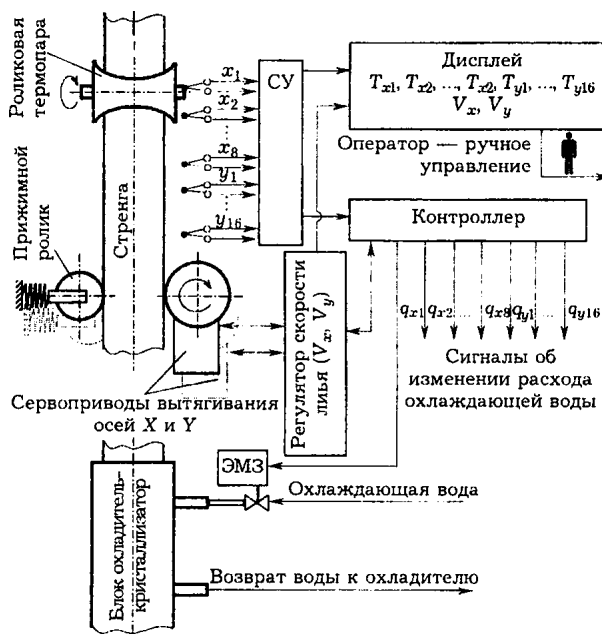 Роликовая
термопара
x1
x2
x8
y1
y16
СУ
Дисплей
Tx1, Tx2, ..., Tx2, Ty1, ..., Ty16
Vx, Vy
Оператор — ручное
управление
Контроллер
Стренга
Прижимной
ролик
Регулятор скорости
лиья (Vx, Vy)
qx1 qx2 ... qx8 qy1 ... qy16
Сигналы об
изменении расхода
охлаждающей воды
Сервоприводы вытягивания
осей X и Y
ЭМЗ
Охлаждающая вода
Блок охладитель-
кристаллизатор
Возврат воды к охладителю